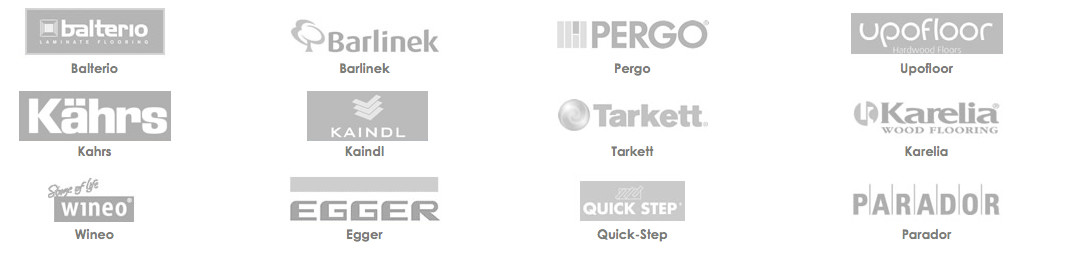 balterio
LAMINATE FLOORING
Balterio
Barlinek
Barlinek
PERGO®
Pergo
upofloor
Hardwood Floors
Upofloor
Kährs
Kahrs
KAINDL
Kaindl
Tarkett®
Tarkett
Karelia®
WOOD FLOORING
Karelia
Stage of life
wineo®
Wineo
EGGER
Egger
QUICK STEP®
Quick-Step
PARADOR
Parador